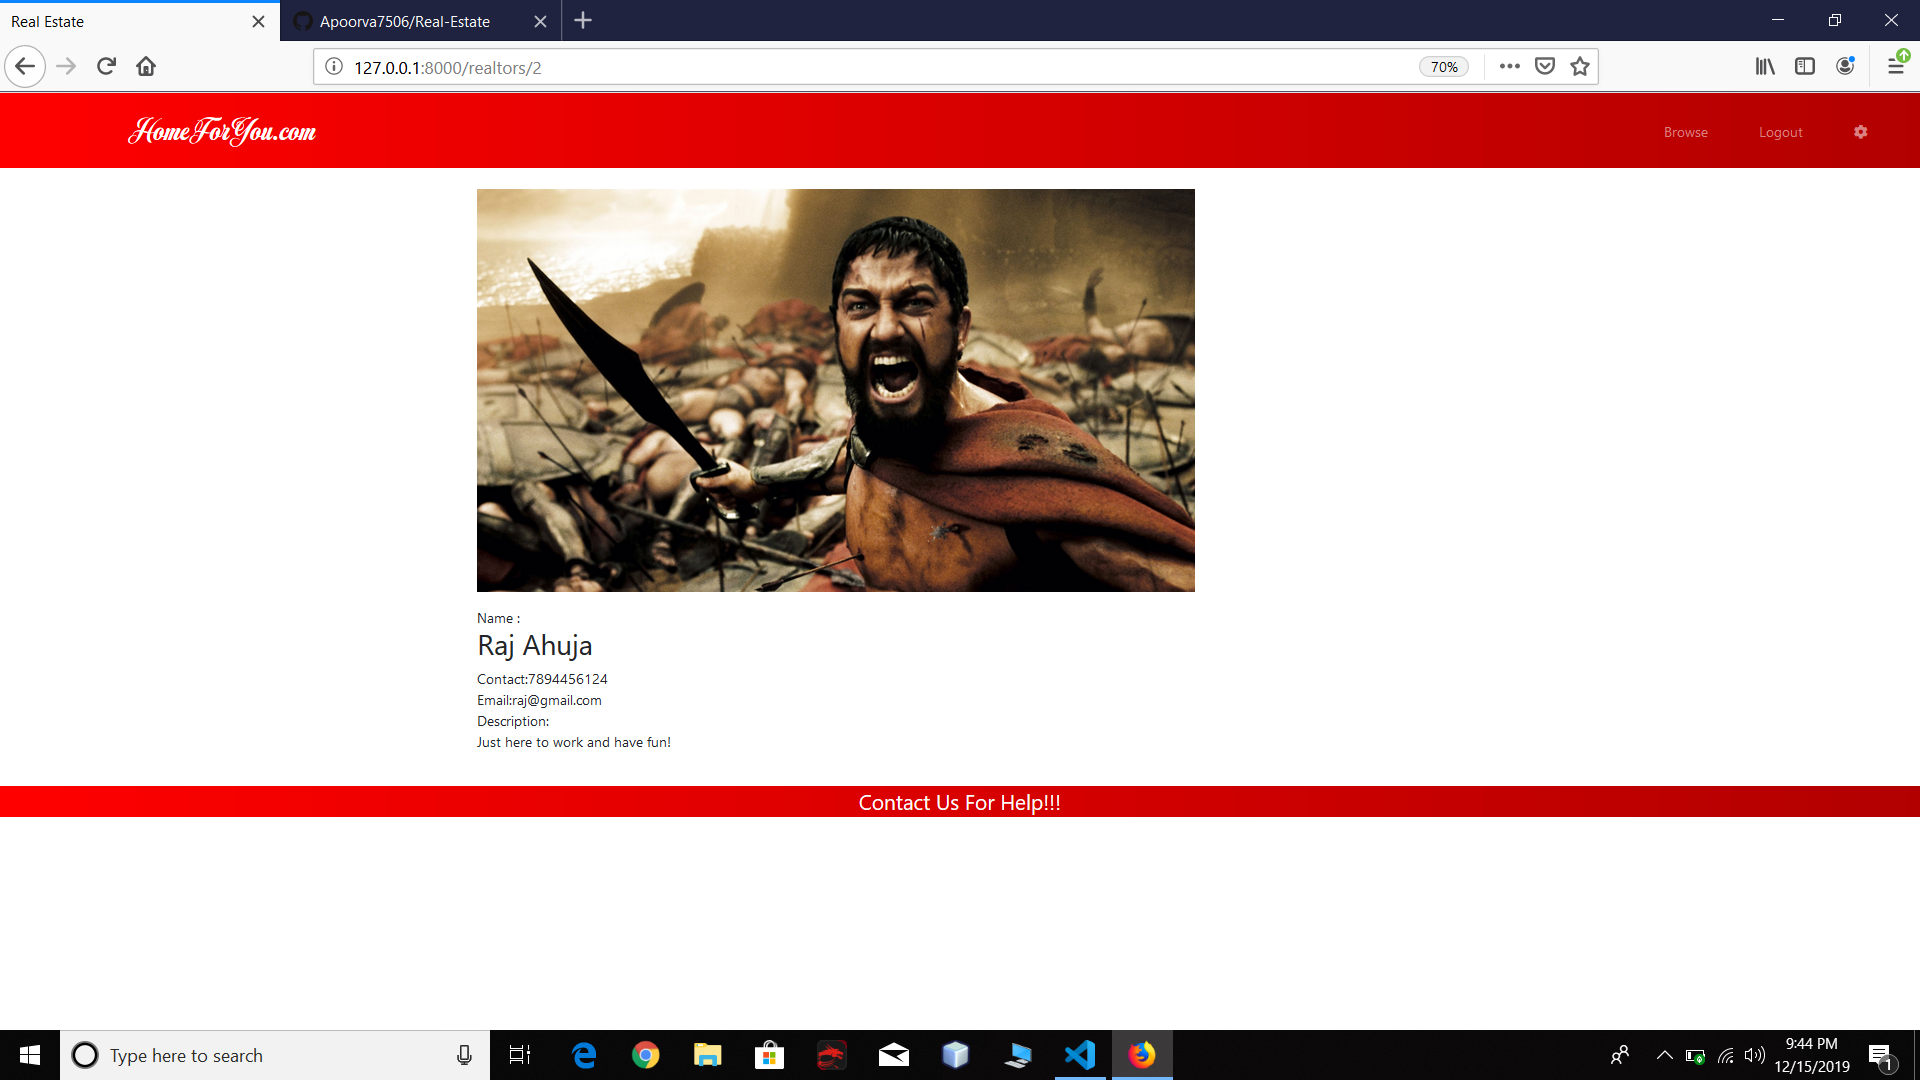 Real Estate
Apoorva7506/Real-Estate
127.0.0.1:8000/realtors/2
70%
HomeForYou.com
Browse
Logout
Name :
Raj Ahuja
Contact:7894456124
Email:raj@gmail.com
Description:
Just here to work and have fun!
Contact Us For Help!!!
Type here to search
9:44 PM
12/15/2019
1